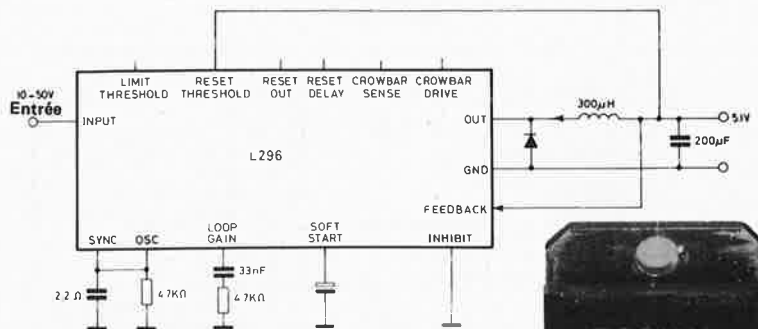 LIMIT THRESHOLD
RESET THRESHOLD
RESET OUT
RESET DELAY
CROWBAR SENSE
CROWBAR DRIVE
10-50V
Entrée
INPUT
L296
OUT
300µH
5.1V
200µF
GND
FEEDBACK
SYNC
OSC
LOOP GAIN
SOFT START
INHIBIT
2.2Ω
4.7KΩ
33nF
4.7KΩ